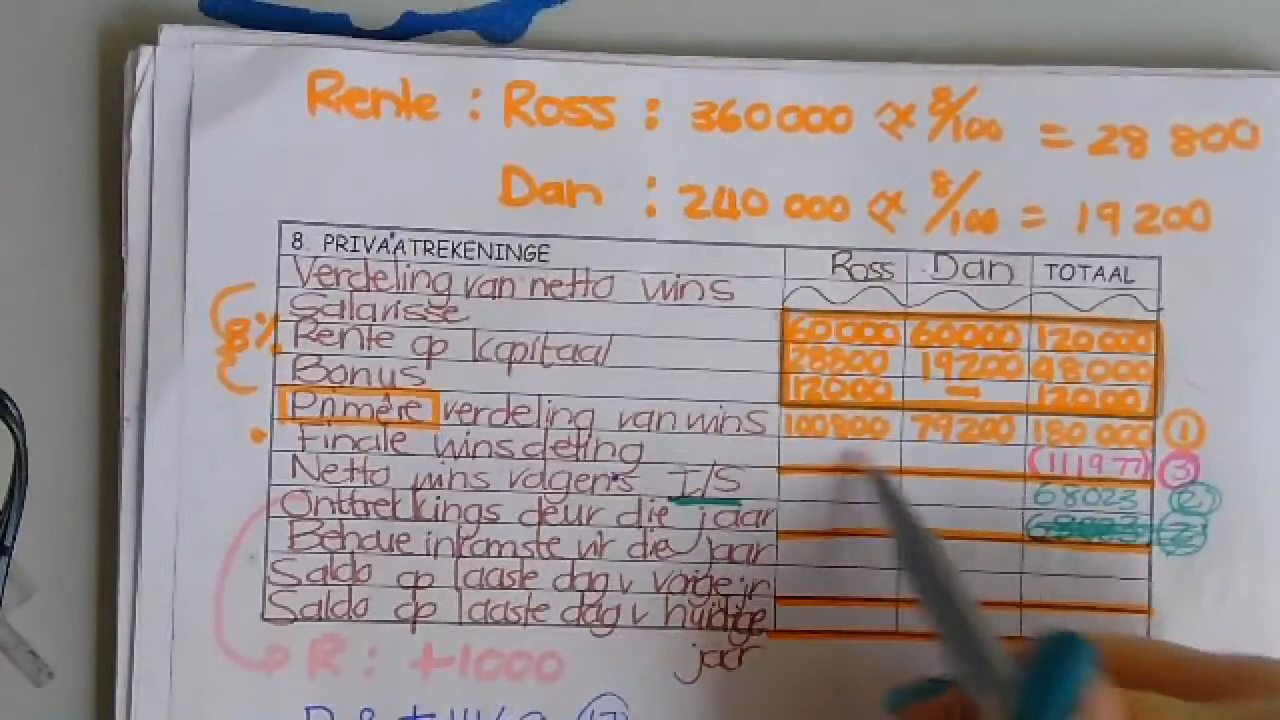 Rente : Ross : 360 000 x 8/100 = 28 800
Dan : 240 000 x 8/100 = 19 200
8. PRIVAATREKENINGE Ross Dan TOTAAL
Verdeling van netto wins
Salarisse 60000 60000 120000
8% Rente op kapitaal 28800 19200 48000
Bonus 12000 — 12000
Primêre verdeling van wins 100800 79200 180 000 1
Finale winsdeling (111977) 3
Netto wins volgens I/S 68023 2
Onttrekkings deur die jaar
Behoue inkomste vir die jaar
Saldo op laaste dag v vorige jr
Saldo op laaste dag v huidige
jaar
R : +1000